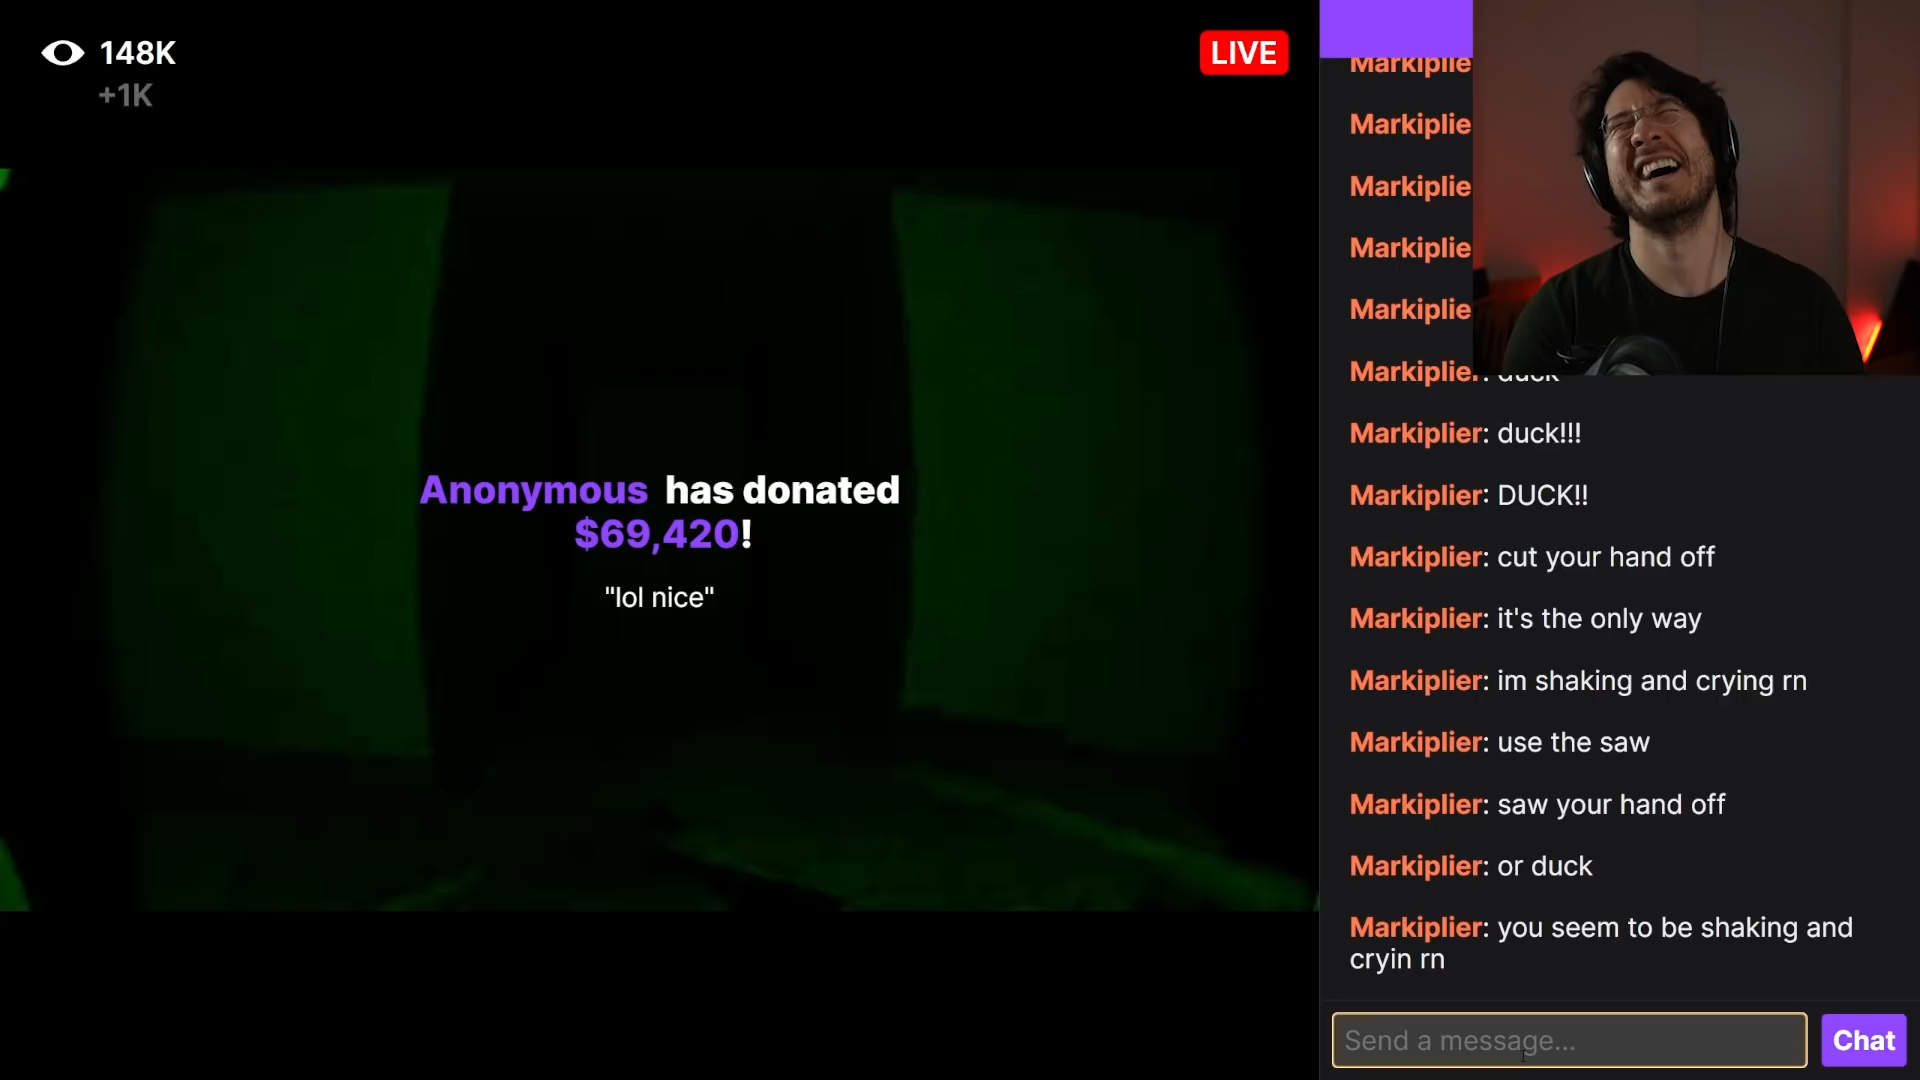 148K
+1K
LIVE
Anonymous has donated
$69,420!
"lol nice"
Markiplie
Markiplie
Markiplie
Markiplie
Markiplie
Markiplier: duck
Markiplier: duck!!!
Markiplier: DUCK!!
Markiplier: cut your hand off
Markiplier: it's the only way
Markiplier: im shaking and crying rn
Markiplier: use the saw
Markiplier: saw your hand off
Markiplier: or duck
Markiplier: you seem to be shaking and
cryin rn
Send a message...
Chat